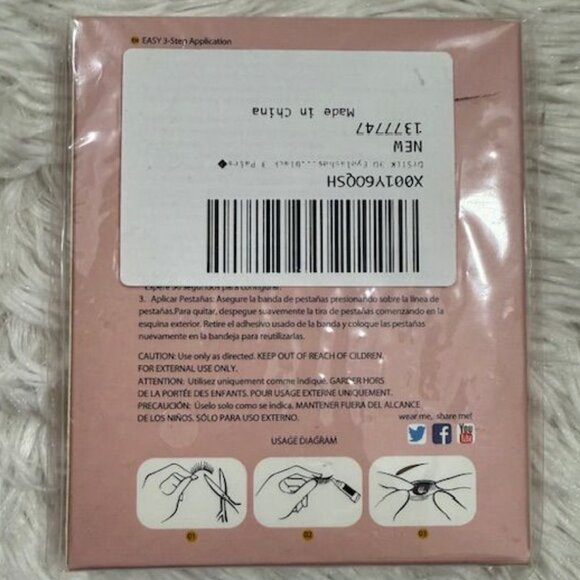 EASY 3-Step Application
Made in China
1377747
NEW
Eyelashes...Black 3 Pairs
X001Y6OQSH
Espere 30 segundos para configurar.
3. Aplicar Pestañas: Asegure la banda de pestañas presionando sobre la línea de
pestañas.Para quitar, despegue suavemente la tira de pestañas comenzando en la
esquina exterior. Retire el adhesivo usado de la banda y coloque las pestañas
nuevamente en la bandeja para reutilizarlas.
CAUTION: Use only as directed. KEEP OUT OF REACH OF CILDREN.
FOR EXTERNAL USE ONLY.
ATTENTION: Utilisez uniquement comme indiqué. GARDER HORS
DE LA PORTÉE DES ENFANTS. POUR USAGE EXTERNE UNIQUEMENT.
PRECAUCIÓN: Úselo solo como se indica. MANTENER FUERA DEL ALCANCE
DE LOS NIÑOS. SÓLO PARA USO EXTERNO.
wear me, share me!
You
Tube
USAGE DIAGRAM
01 02 03